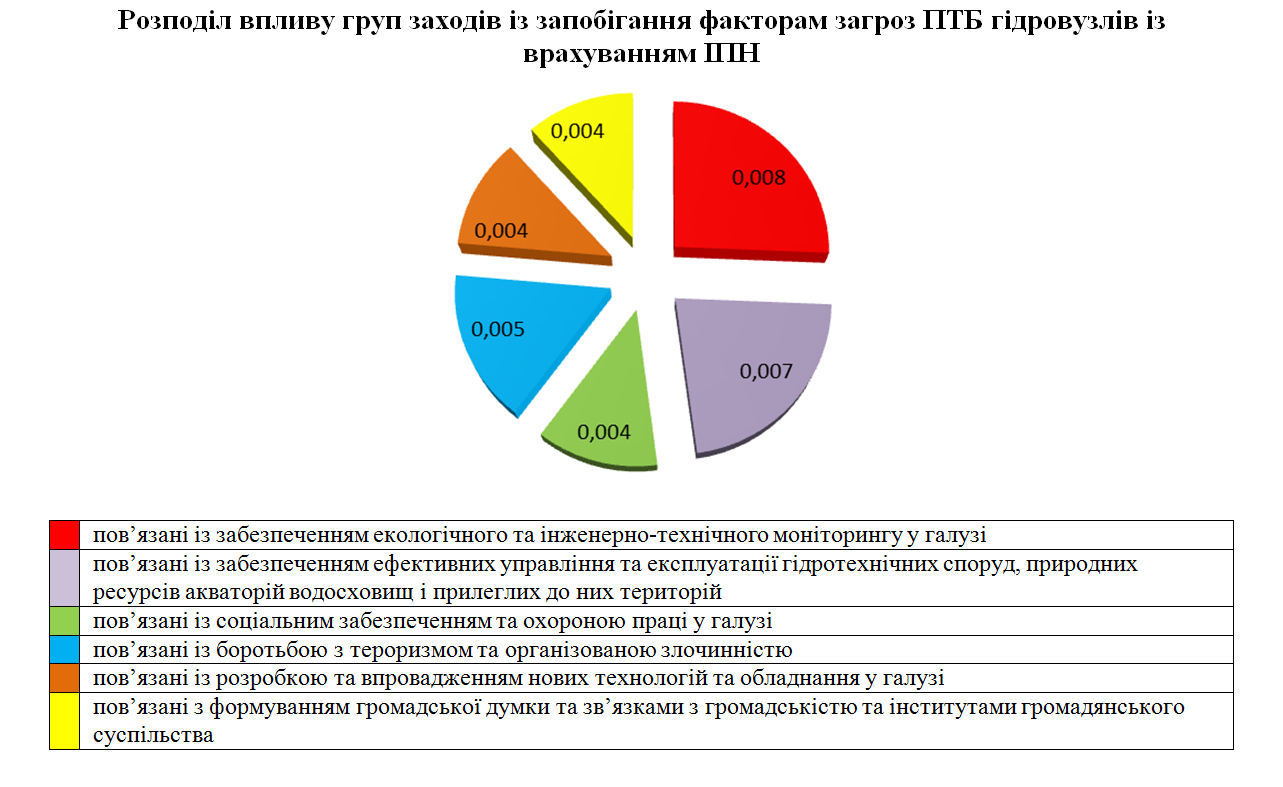 Розподіл впливу груп заходів із запобігання факторам загроз ПТБ гідровузлів із
врахуванням ІПН
0,004
0,008
0,004
0,005
0,007
0,004
пов’язані із забезпеченням екологічного та інженерно-технічного моніторингу у галузі
пов’язані із забезпеченням ефективних управління та експлуатації гідротехнічних споруд, природних
ресурсів акваторій водосховищ і прилеглих до них територій
пов’язані із соціальним забезпеченням та охороною праці у галузі
пов’язані із боротьбою з тероризмом та організованою злочинністю
пов’язані із розробкою та впровадженням нових технологій та обладнання у галузі
пов’язані з формуванням громадської думки та зв’язками з громадськістю та інститутами громадянського
суспільства